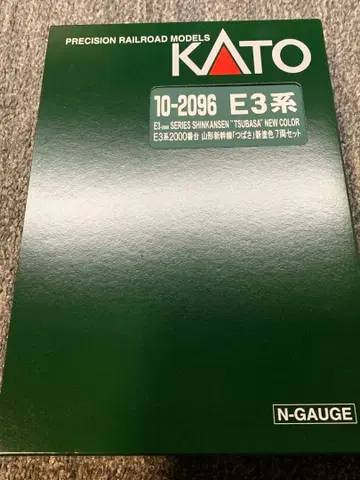 PRECISION RAILROAD MODELS
KATO
10-2096 E3系
E3-2000 SERIES SHINKANSEN "TSUBASA" NEW COLOR
E3系2000番台 山形新幹線「つばさ」新塗色 7両セット
N-GAUGE